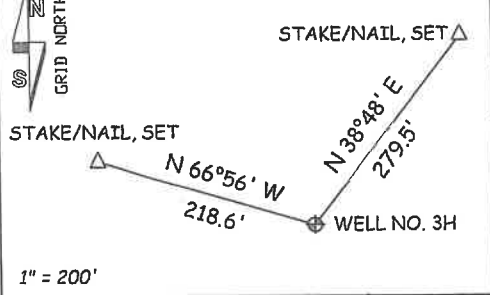 N
S
GRID NORTH
STAKE/NAIL, SET
N 38°48' E
279.5'
STAKE/NAIL, SET
N 66°56' W
218.6'
WELL NO. 3H
1" = 200'